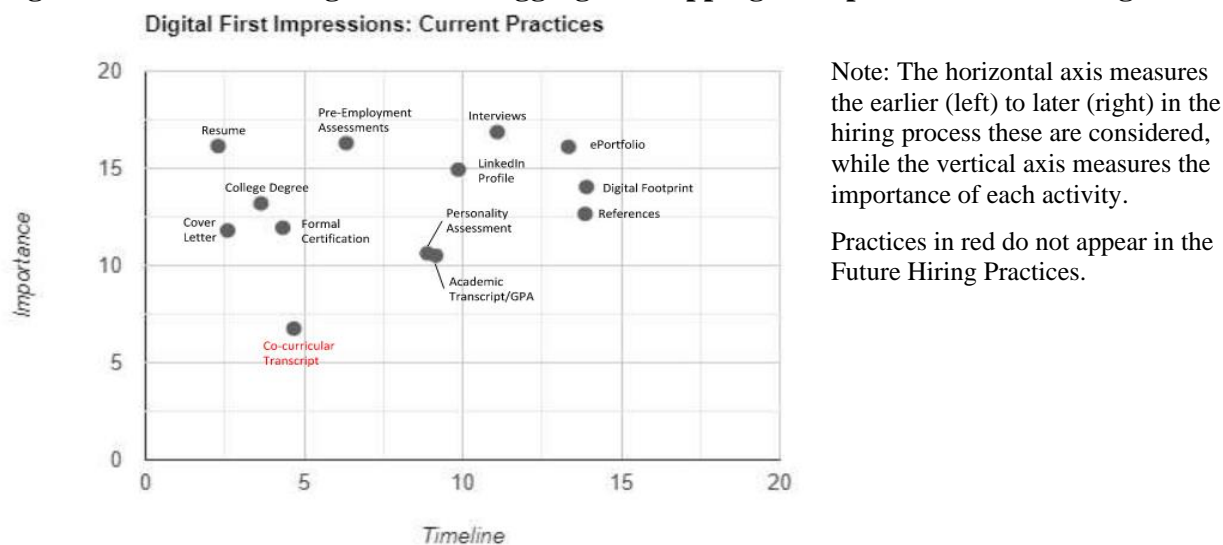 Digital First Impressions: Current Practices
20
15
10
5
0
0
5
10
15
20
Importance
Timeline
Resume
Pre-Employment
Assessments
Interviews
ePortfolio
LinkedIn
Profile
College Degree
Digital Footprint
Cover
Letter
Formal
Certification
Personality
Assessment
References
Academic
Transcript/GPA
Co-curricular
Transcript
Note: The horizontal axis measures
the earlier (left) to later (right) in the
hiring process these are considered,
while the vertical axis measures the
importance of each activity.
Practices in red do not appear in the
Future Hiring Practices.